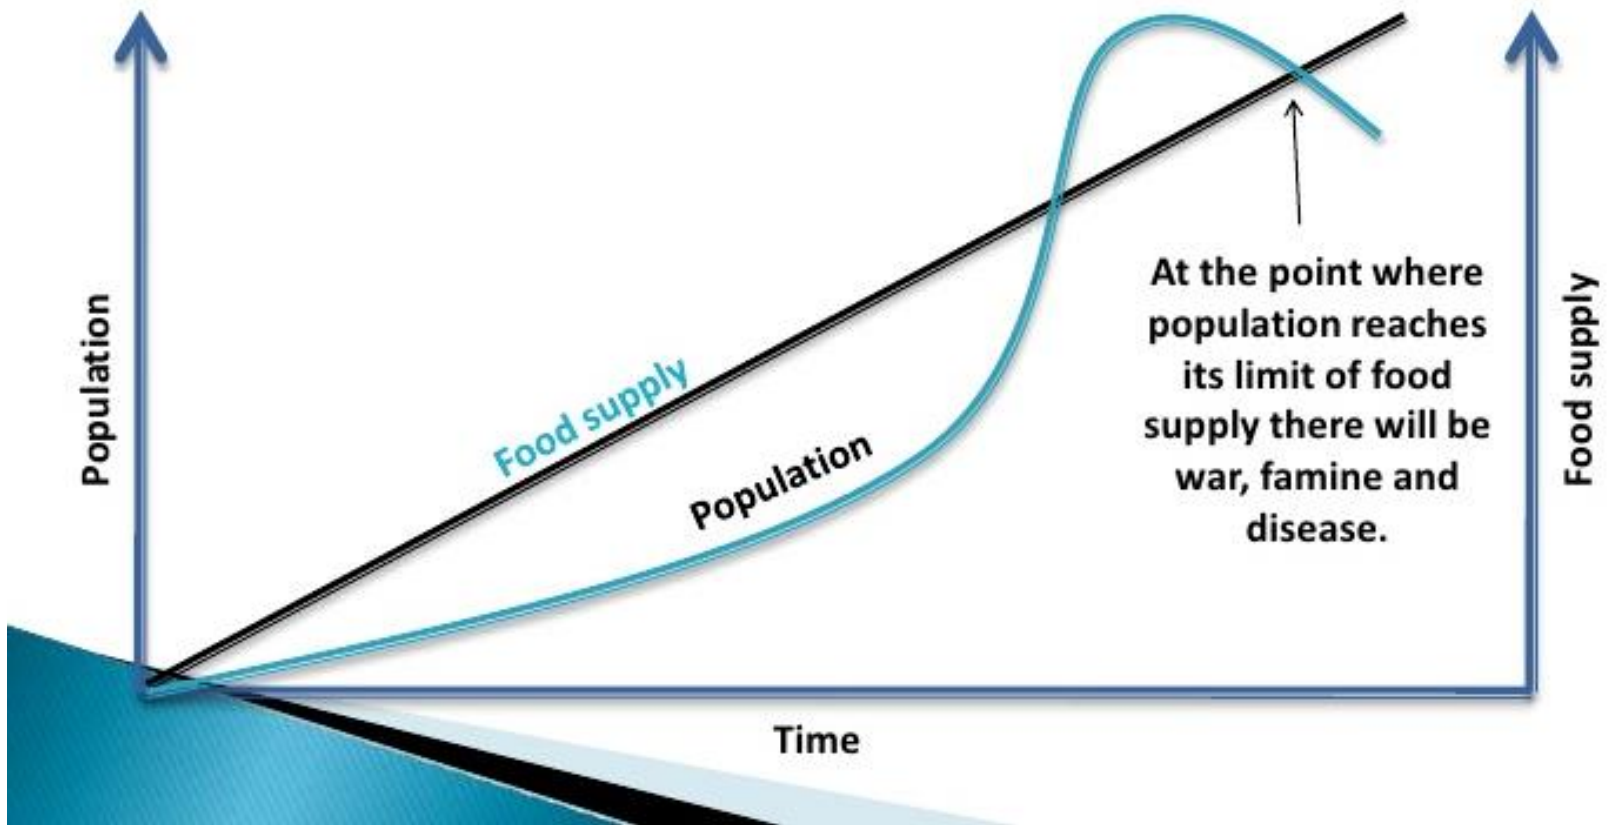 Population
Food supply
Population
At the point where
population reaches
its limit of food
supply there will be
war, famine and
disease.
Food supply
Time